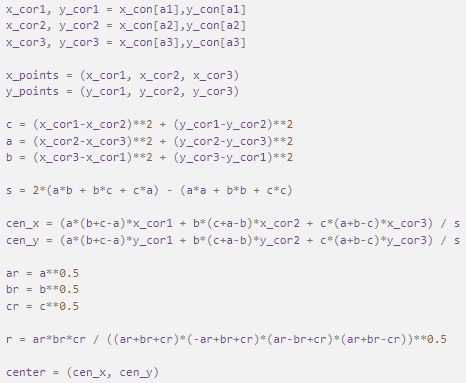 x_cor1, y_cor1 = x_con[a1],y_con[a1]
x_cor2, y_cor2 = x_con[a2],y_con[a2]
x_cor3, y_cor3 = x_con[a3],y_con[a3]
x_points = (x_cor1, x_cor2, x_cor3)
y_points = (y_cor1, y_cor2, y_cor3)
c = (x_cor1-x_cor2)**2 + (y_cor1-y_cor2)**2
a = (x_cor2-x_cor3)**2 + (y_cor2-y_cor3)**2
b = (x_cor3-x_cor1)**2 + (y_cor3-y_cor1)**2
s = 2*(a*b + b*c + c*a) - (a*a + b*b + c*c)
cen_x = (a*(b+c-a)*x_cor1 + b*(c+a-b)*x_cor2 + c*(a+b-c)*x_cor3) / s
cen_y = (a*(b+c-a)*y_cor1 + b*(c+a-b)*y_cor2 + c*(a+b-c)*y_cor3) / s
ar = a**0.5
br = b**0.5
cr = c**0.5
r = ar*br*cr / ((ar+br+cr)*(-ar+br+cr)*(ar-br+cr)*(ar+br-cr))**0.5
center = (cen_x, cen_y)